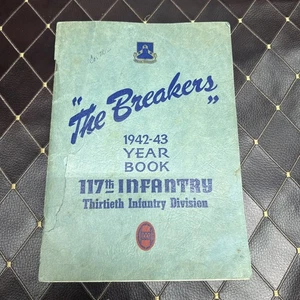 "The Breakers"
1942-43
YEAR
BOOK
117th INFANTRY
Thirtieth Infantry Division